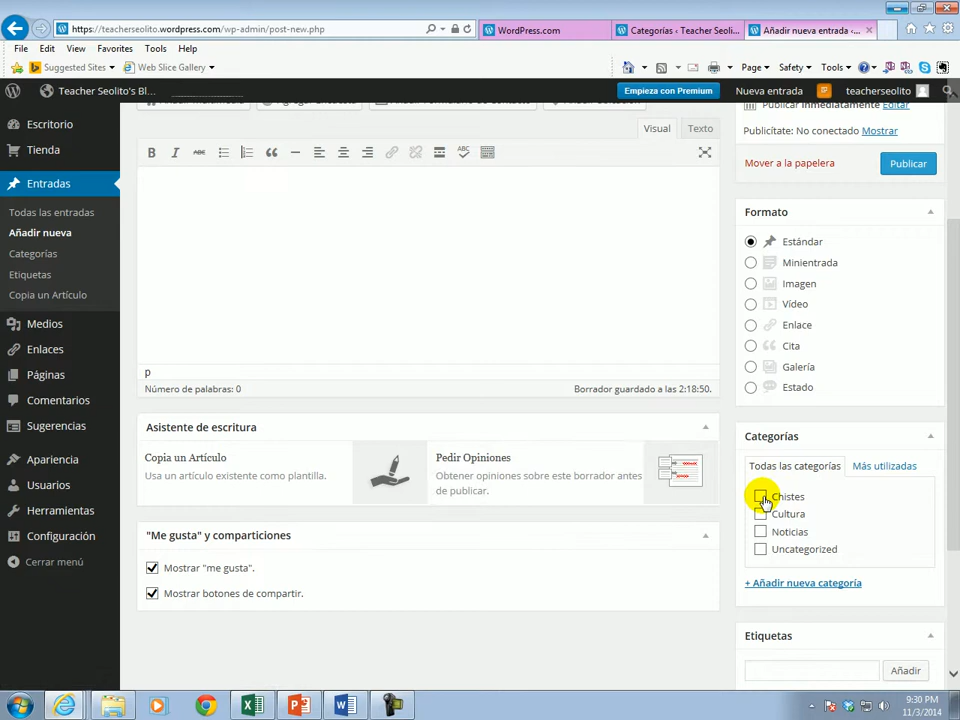 https://teacherseolito.wordpress.com/wp-admin/post-new.php
WordPress.com
Categorías ‹ Teacher Seoli...
Añadir nueva entrada ‹...
File Edit View Favorites Tools Help
Suggested Sites
Web Slice Gallery
Page Safety Tools
Teacher Seolito's Bl...
Empieza con Premium
Nueva entrada
teacherseolito
Escritorio
Tienda
Entradas
Todas las entradas
Añadir nueva
Categorías
Etiquetas
Copia un Artículo
Medios
Enlaces
Páginas
Comentarios
Sugerencias
Apariencia
Usuarios
Herramientas
Configuración
Cerrar menú
Visual Texto
B I ABC
ABC
p
Número de palabras: 0
Borrador guardado a las 2:18:50.
Asistente de escritura
Copia un Artículo
Usa un artículo existente como plantilla.
Pedir Opiniones
Obtener opiniones sobre este borrador antes
de publicar.
"Me gusta" y comparticiones
Mostrar "me gusta".
Mostrar botones de compartir.
Publicar inmediatamente Editar
Publicítate: No conectado Mostrar
Mover a la papelera
Publicar
Formato
Estándar
Minientrada
Imagen
Vídeo
Enlace
Cita
Galería
Estado
Categorías
Todas las categorías
Más utilizadas
Chistes
Cultura
Noticias
Uncategorized
+ Añadir nueva categoría
Etiquetas
Añadir
9:30 PM
11/3/2014